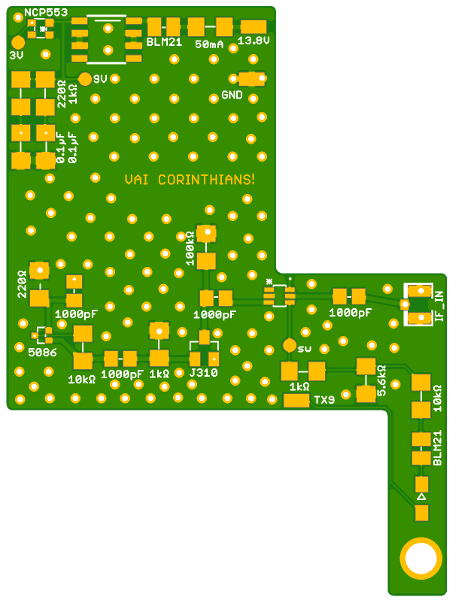 NCP553
BLM21
50mA
13.8V
3V
9V
GND
220Ω
1kΩ
0.1µF
0.1µF
VAI CORINTHIANS!
100kΩ
*
220Ω
1000pF
1000pF
1000pF
IF_IN
5086
10kΩ
1000pF
1kΩ
J310
sw
1kΩ
5.6kΩ
TX9
10kΩ
BLM21